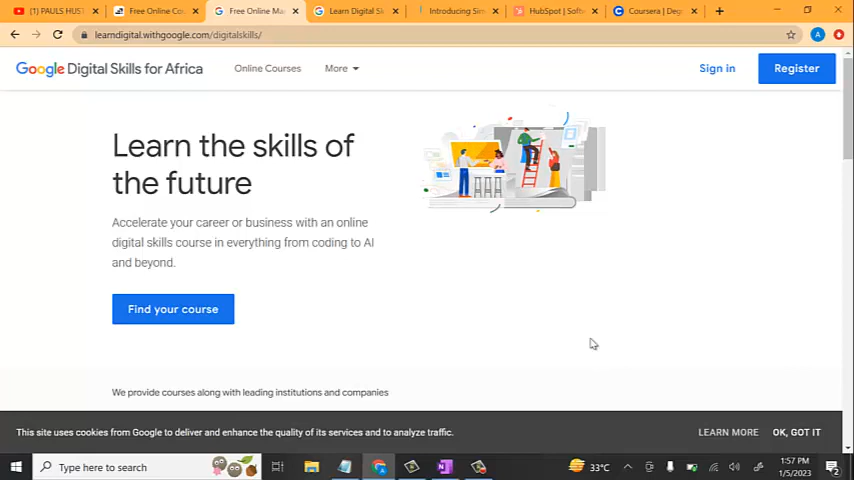 (1) PAULS HUST
Free Online Co
Free Online Ma
Learn Digital Sk
Introducing Sim
HubSpot | Softw
Coursera | Degr
learndigital.withgoogle.com/digitalskills/
A
Google Digital Skills for Africa
Online Courses
More
Sign in
Register
Learn the skills of
the future
Accelerate your career or business with an online
digital skills course in everything from coding to AI
and beyond.
Find your course
We provide courses along with leading institutions and companies
This site uses cookies from Google to deliver and enhance the quality of its services and to analyze traffic.
LEARN MORE
OK, GOT IT
Type here to search
33°C
1:57 PM
1/5/2023
2